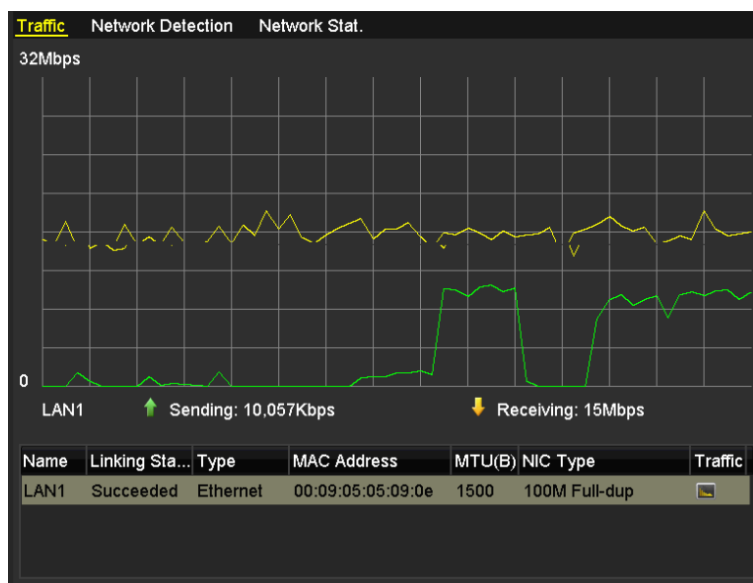 Traffic Network Detection Network Stat.
32Mbps
0
LAN1 Sending: 10,057Kbps Receiving: 15Mbps
Name Linking Sta... Type MAC Address MTU(B) NIC Type Traffic
LAN1 Succeeded Ethernet 00:09:05:05:09:0e 1500 100M Full-dup